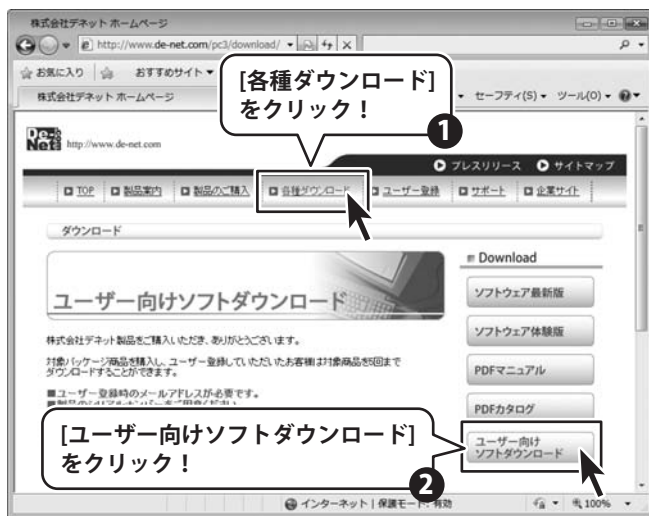 株式会社デネット ホームページ
http://www.de-net.com/pc3/download/
お気に入り おすすめサイト
株式会社デネット ホームページ
セーフティ(S) ツール(O)
[各種ダウンロード]
をクリック！
1
De-Net
http://www.de-net.com
プレスリリース サイトマップ
TOP 製品案内 製品のご購入 各種ダウンロード ユーザー登録 サポート 企業サイト
ダウンロード
ユーザー向けソフトダウンロード
株式会社デネット製品をご購入いただき、ありがとうございます。
対象パッケージ商品を購入し、ユーザー登録していただいたお客様は対象商品を5回まで
ダウンロードすることができます。
■ユーザー登録時のメールアドレスが必要です。
Download
ソフトウェア最新版
ソフトウェア体験版
PDFマニュアル
PDFカタログ
ユーザー向け
ソフトダウンロード
[ユーザー向けソフトダウンロード]
をクリック！
2
インターネット | 保護モード: 有効
100%